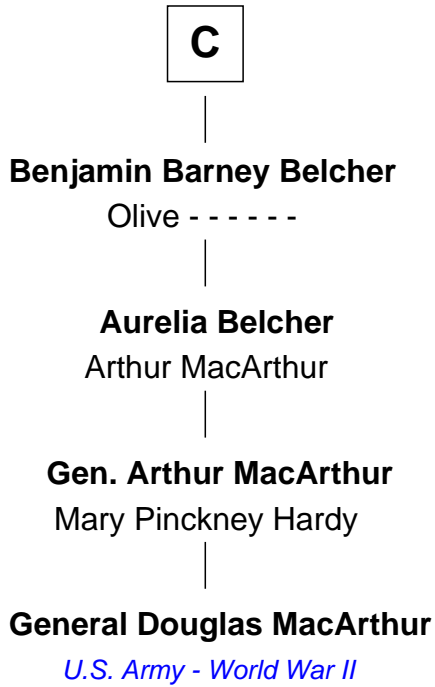 C
Benjamin Barney Belcher
Olive - - - - - -
Aurelia Belcher
Arthur MacArthur
Gen. Arthur MacArthur
Mary Pinckney Hardy
General Douglas MacArthur
U.S. Army - World War II